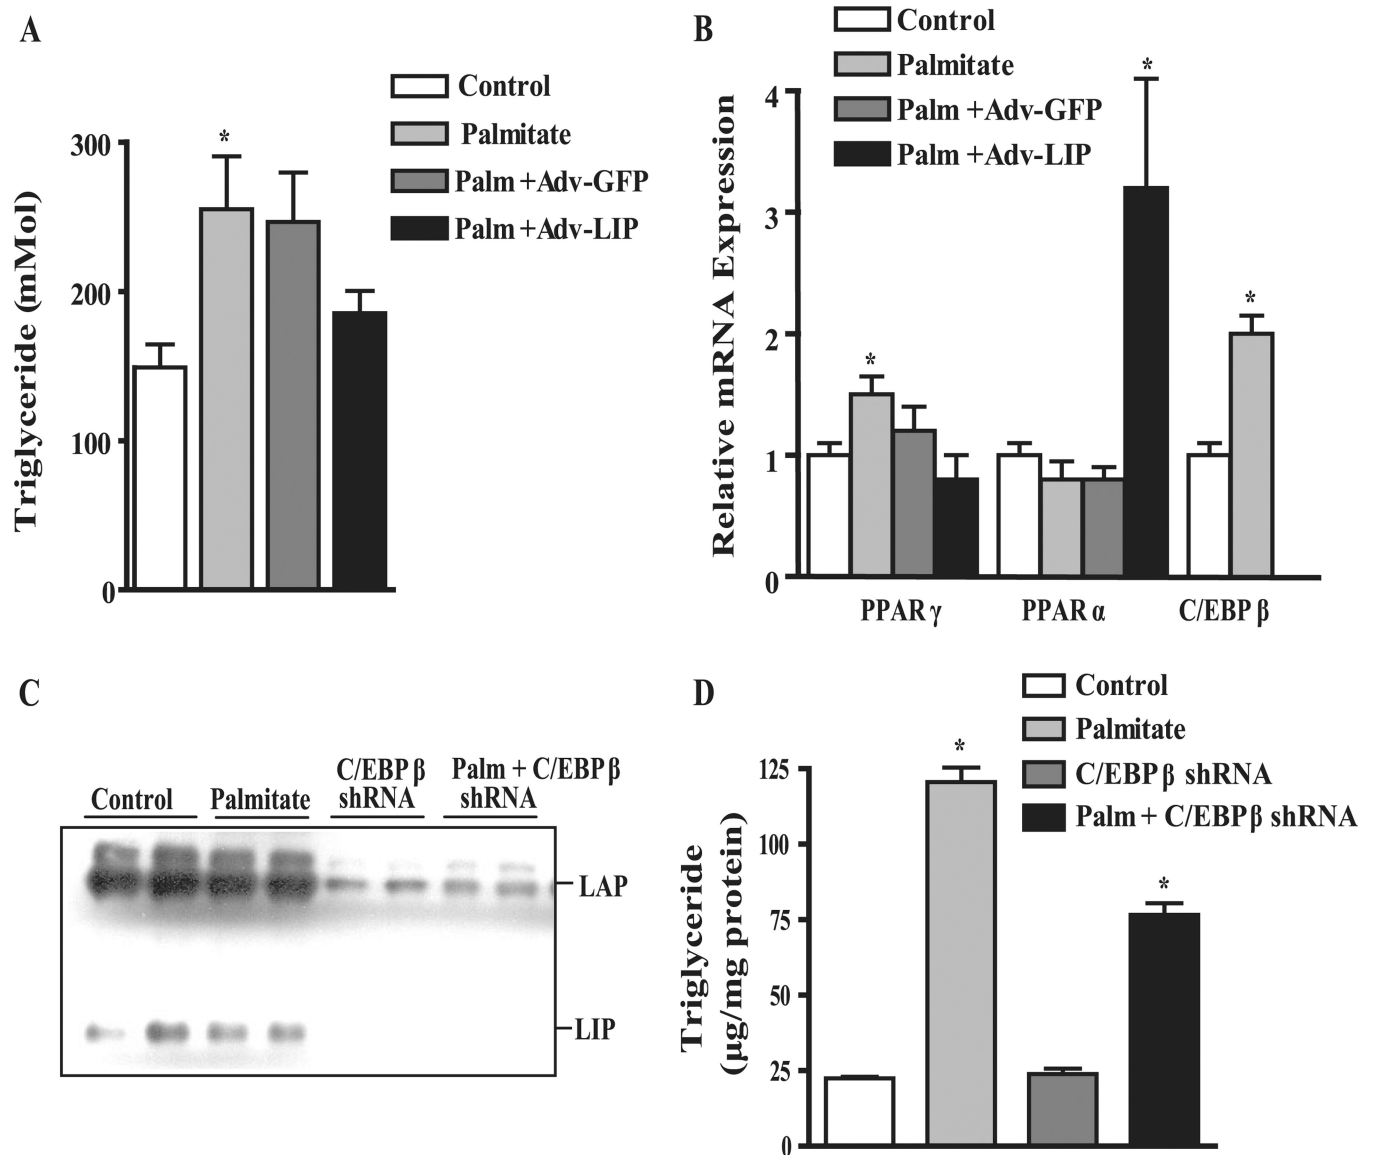 A
Control
Palmitate
Palm +Adv-GFP
Palm +Adv-LIP
Triglyceride (mMol)
300
200
100
0
*
B
Control
Palmitate
Palm +Adv-GFP
Palm +Adv-LIP
Relative mRNA Expression
4
3
2
1
0
*
*
*
PPAR γ
PPAR α
C/EBP β
C
Control
Palmitate
C/EBP β
shRNA
Palm + C/EBP β
shRNA
LAP
LIP
D
Control
Palmitate
C/EBP β shRNA
Palm + C/EBP β shRNA
Triglyceride
(µg/mg protein)
125
100
75
50
25
0
*
*